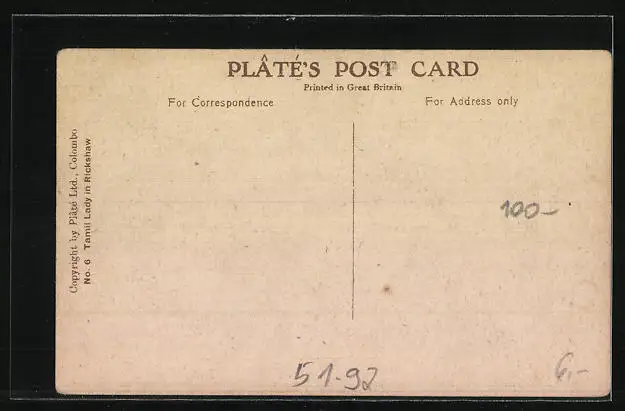 PLÂTÉ'S POST CARD
Printed in Great Britain
For Correspondence
For Address only
Copyright by Plâté Ltd., Colombo
No. 6 Tamil Lady in Rickshaw
100-
51-92
6,-